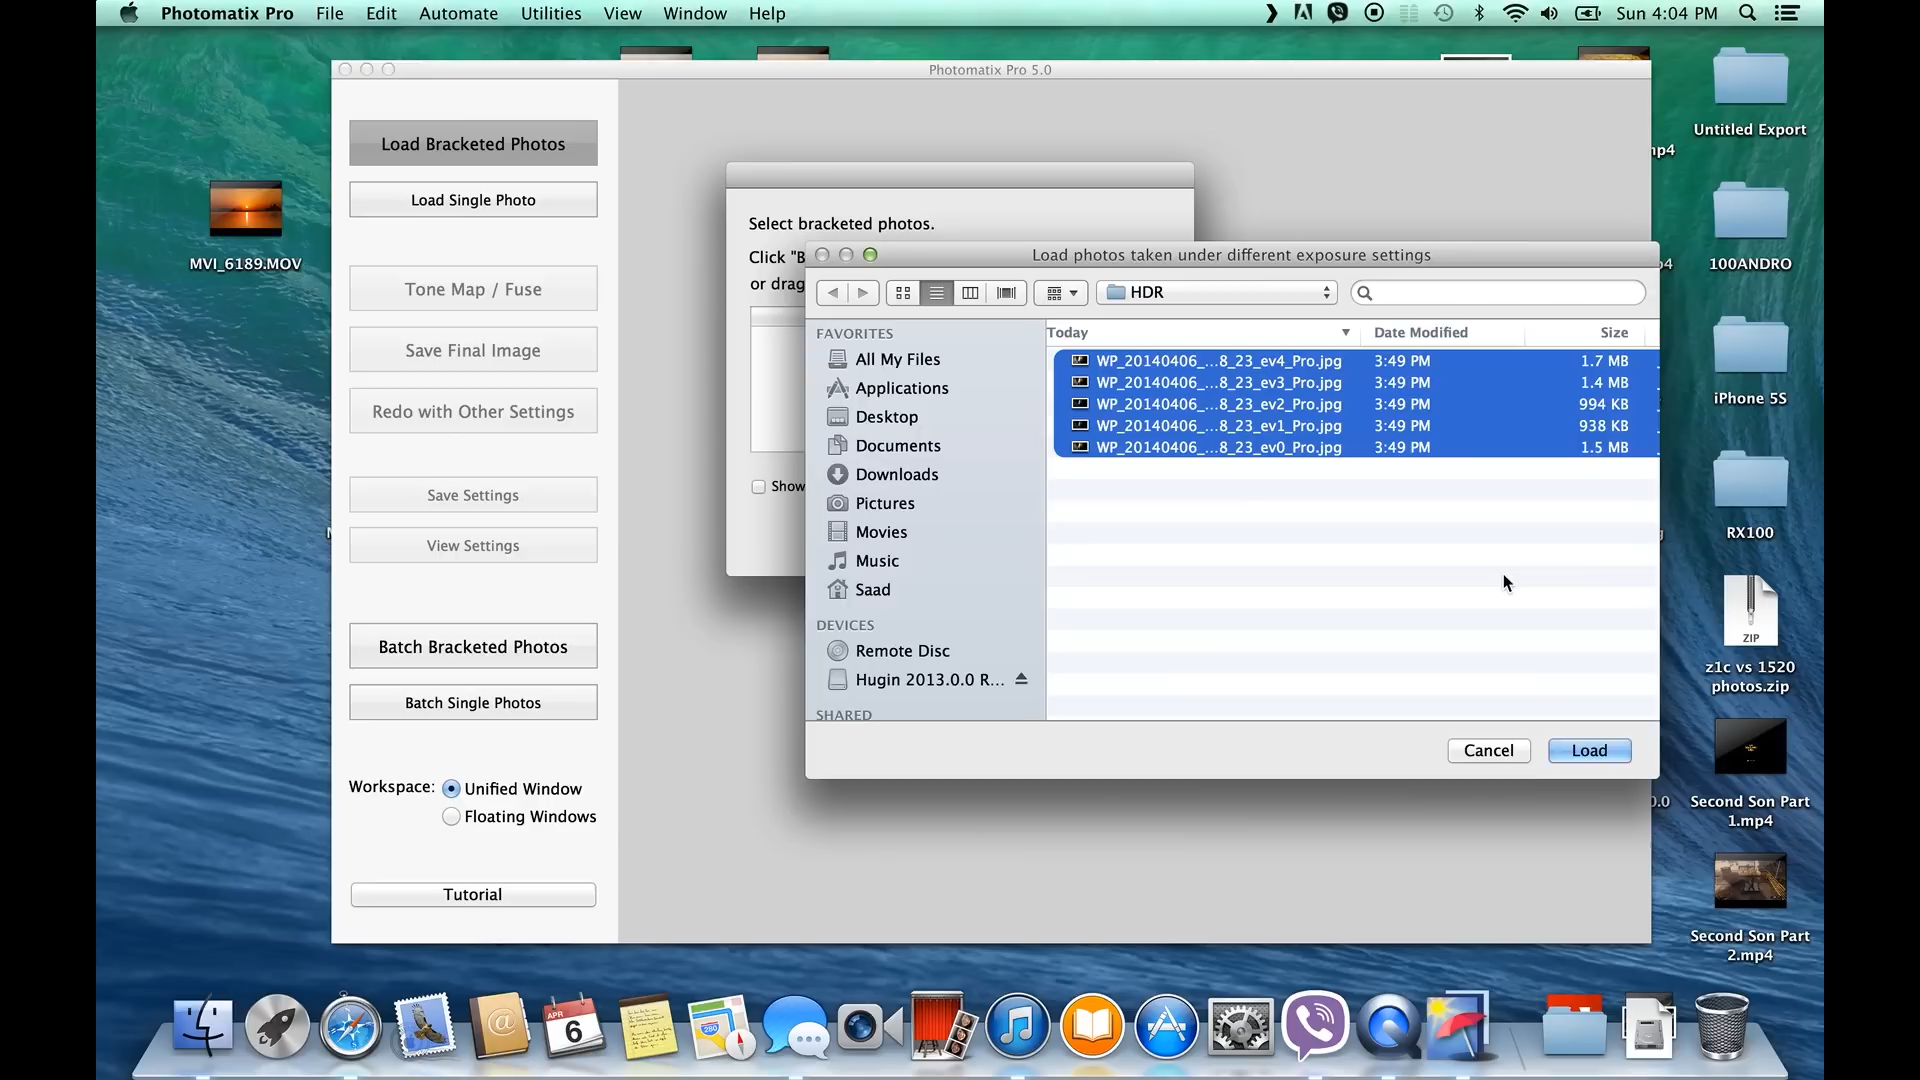 Photomatix Pro File Edit Automate Utilities View Window Help Sun 4:04 PM
Photomatix Pro 5.0
Load Bracketed Photos
Load Single Photo
Tone Map / Fuse
Save Final Image
Redo with Other Settings
Save Settings
View Settings
Batch Bracketed Photos
Batch Single Photos
Workspace: Unified Window
Floating Windows
Tutorial
MVI_6189.MOV
Select bracketed photos.
Click "B
or drag
Show
Load photos taken under different exposure settings
HDR
FAVORITES
All My Files
Applications
Desktop
Documents
Downloads
Pictures
Movies
Music
Saad
DEVICES
Remote Disc
Hugin 2013.0.0 R...
SHARED
Today Date Modified Size
WP_20140406_...8_23_ev4_Pro.jpg 3:49 PM 1.7 MB
WP_20140406_...8_23_ev3_Pro.jpg 3:49 PM 1.4 MB
WP_20140406_...8_23_ev2_Pro.jpg 3:49 PM 994 KB
WP_20140406_...8_23_ev1_Pro.jpg 3:49 PM 938 KB
WP_20140406_...8_23_ev0_Pro.jpg 3:49 PM 1.5 MB
Cancel Load
Untitled Export
100ANDRO
iPhone 5S
RX100
ZIP
z1c vs 1520
photos.zip
Second Son Part
1.mp4
Second Son Part
2.mp4
APR
6
280